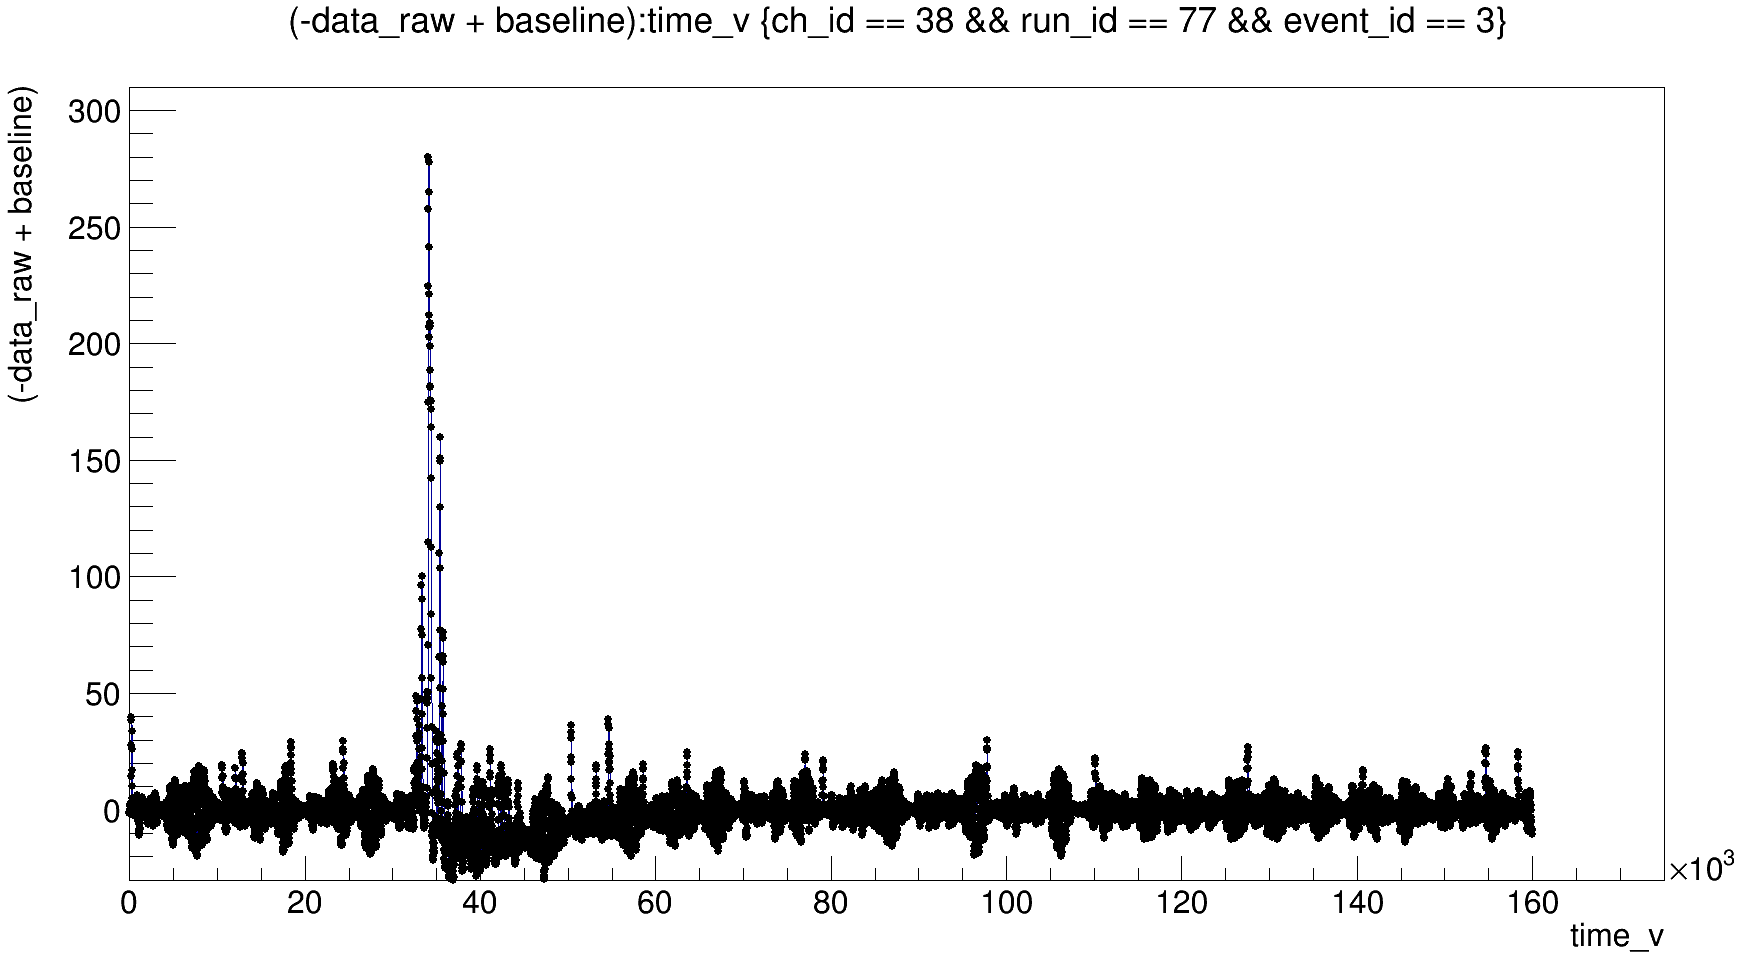 (-data_raw + baseline):time_v {ch_id == 38 && run_id == 77 && event_id == 3}
(-data_raw + baseline)
300
250
200
150
100
50
0
0 20 40 60 80 100 120 140 160
×10³
time_v